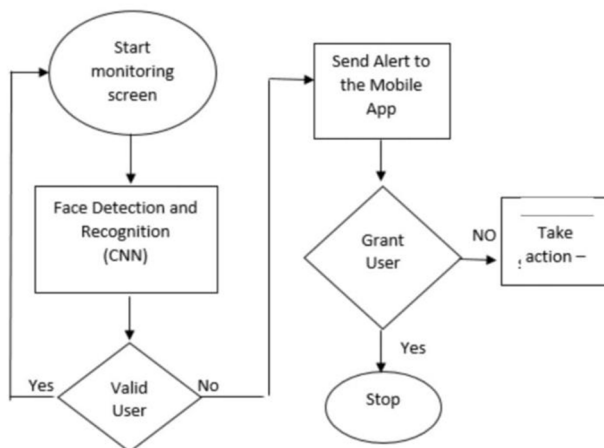 Start
monitoring
screen
Face Detection and
Recognition
(CNN)
Yes
Valid
User
No
Send Alert to
the Mobile
App
Grant
User
NO
Take
action –
Yes
Stop